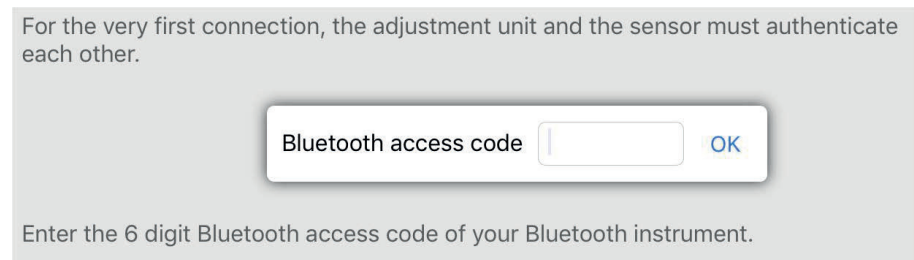 For the very first connection, the adjustment unit and the sensor must authenticate
each other.
Bluetooth access code OK
Enter the 6 digit Bluetooth access code of your Bluetooth instrument.